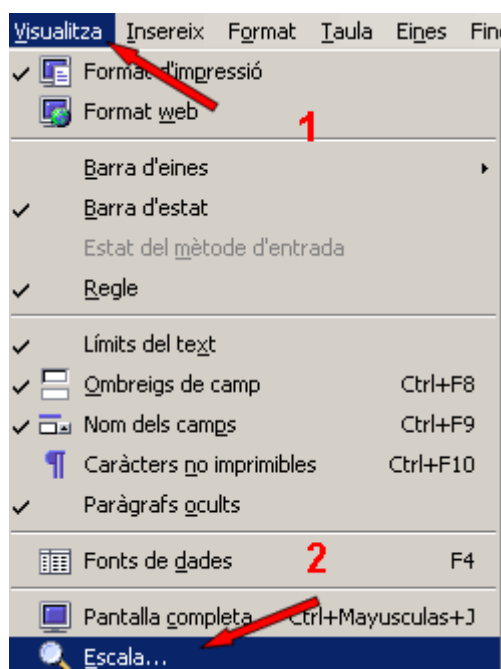 Visualitza Insereix Format Taula Eines Fin
Format d'impressió
Format web
1
Barra d'eines
Barra d'estat
Estat del mètode d'entrada
Regle
Límits del text
Ombreigs de camp Ctrl+F8
Nom dels camps Ctrl+F9
Caràcters no imprimibles Ctrl+F10
Paràgrafs ocults
Fonts de dades 2 F4
Pantalla completa Ctrl+Mayusculas+J
Escala...